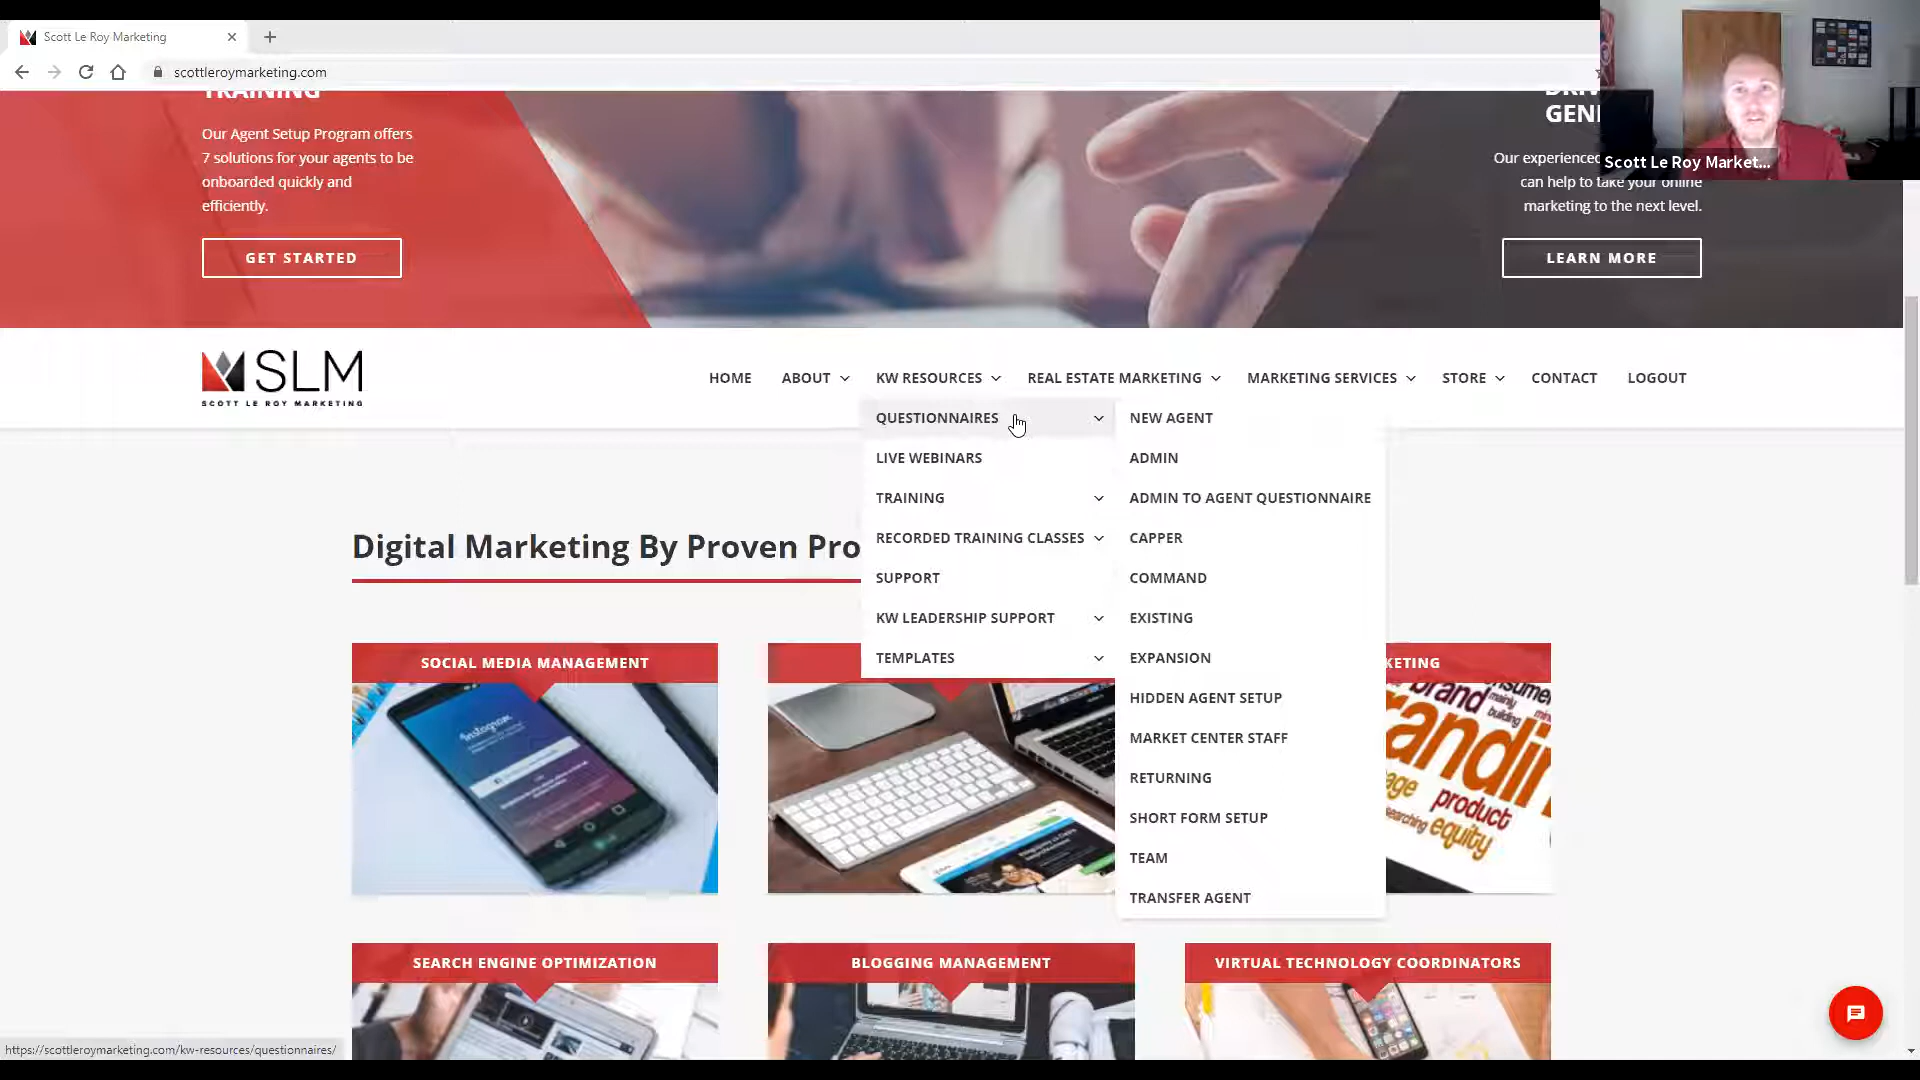 Scott Le Roy Marketing
scottleroymarketing.com
TRAINING
Our Agent Setup Program offers
7 solutions for your agents to be
onboarded quickly and
efficiently.
GET STARTED
GENE
Our experienced
can help to take your online
marketing to the next level.
LEARN MORE
Scott Le Roy Market...
SLM
SCOTT LE ROY MARKETING
HOME
ABOUT
KW RESOURCES
REAL ESTATE MARKETING
MARKETING SERVICES
STORE
CONTACT
LOGOUT
QUESTIONNAIRES
LIVE WEBINARS
TRAINING
RECORDED TRAINING CLASSES
SUPPORT
KW LEADERSHIP SUPPORT
TEMPLATES
NEW AGENT
ADMIN
ADMIN TO AGENT QUESTIONNAIRE
CAPPER
COMMAND
EXISTING
EXPANSION
HIDDEN AGENT SETUP
MARKET CENTER STAFF
RETURNING
SHORT FORM SETUP
TEAM
TRANSFER AGENT
Digital Marketing By Proven Pro
SOCIAL MEDIA MANAGEMENT
KETING
Instagram
brand
product
equity
SEARCH ENGINE OPTIMIZATION
BLOGGING MANAGEMENT
VIRTUAL TECHNOLOGY COORDINATORS
https://scottleroymarketing.com/kw-resources/questionnaires/